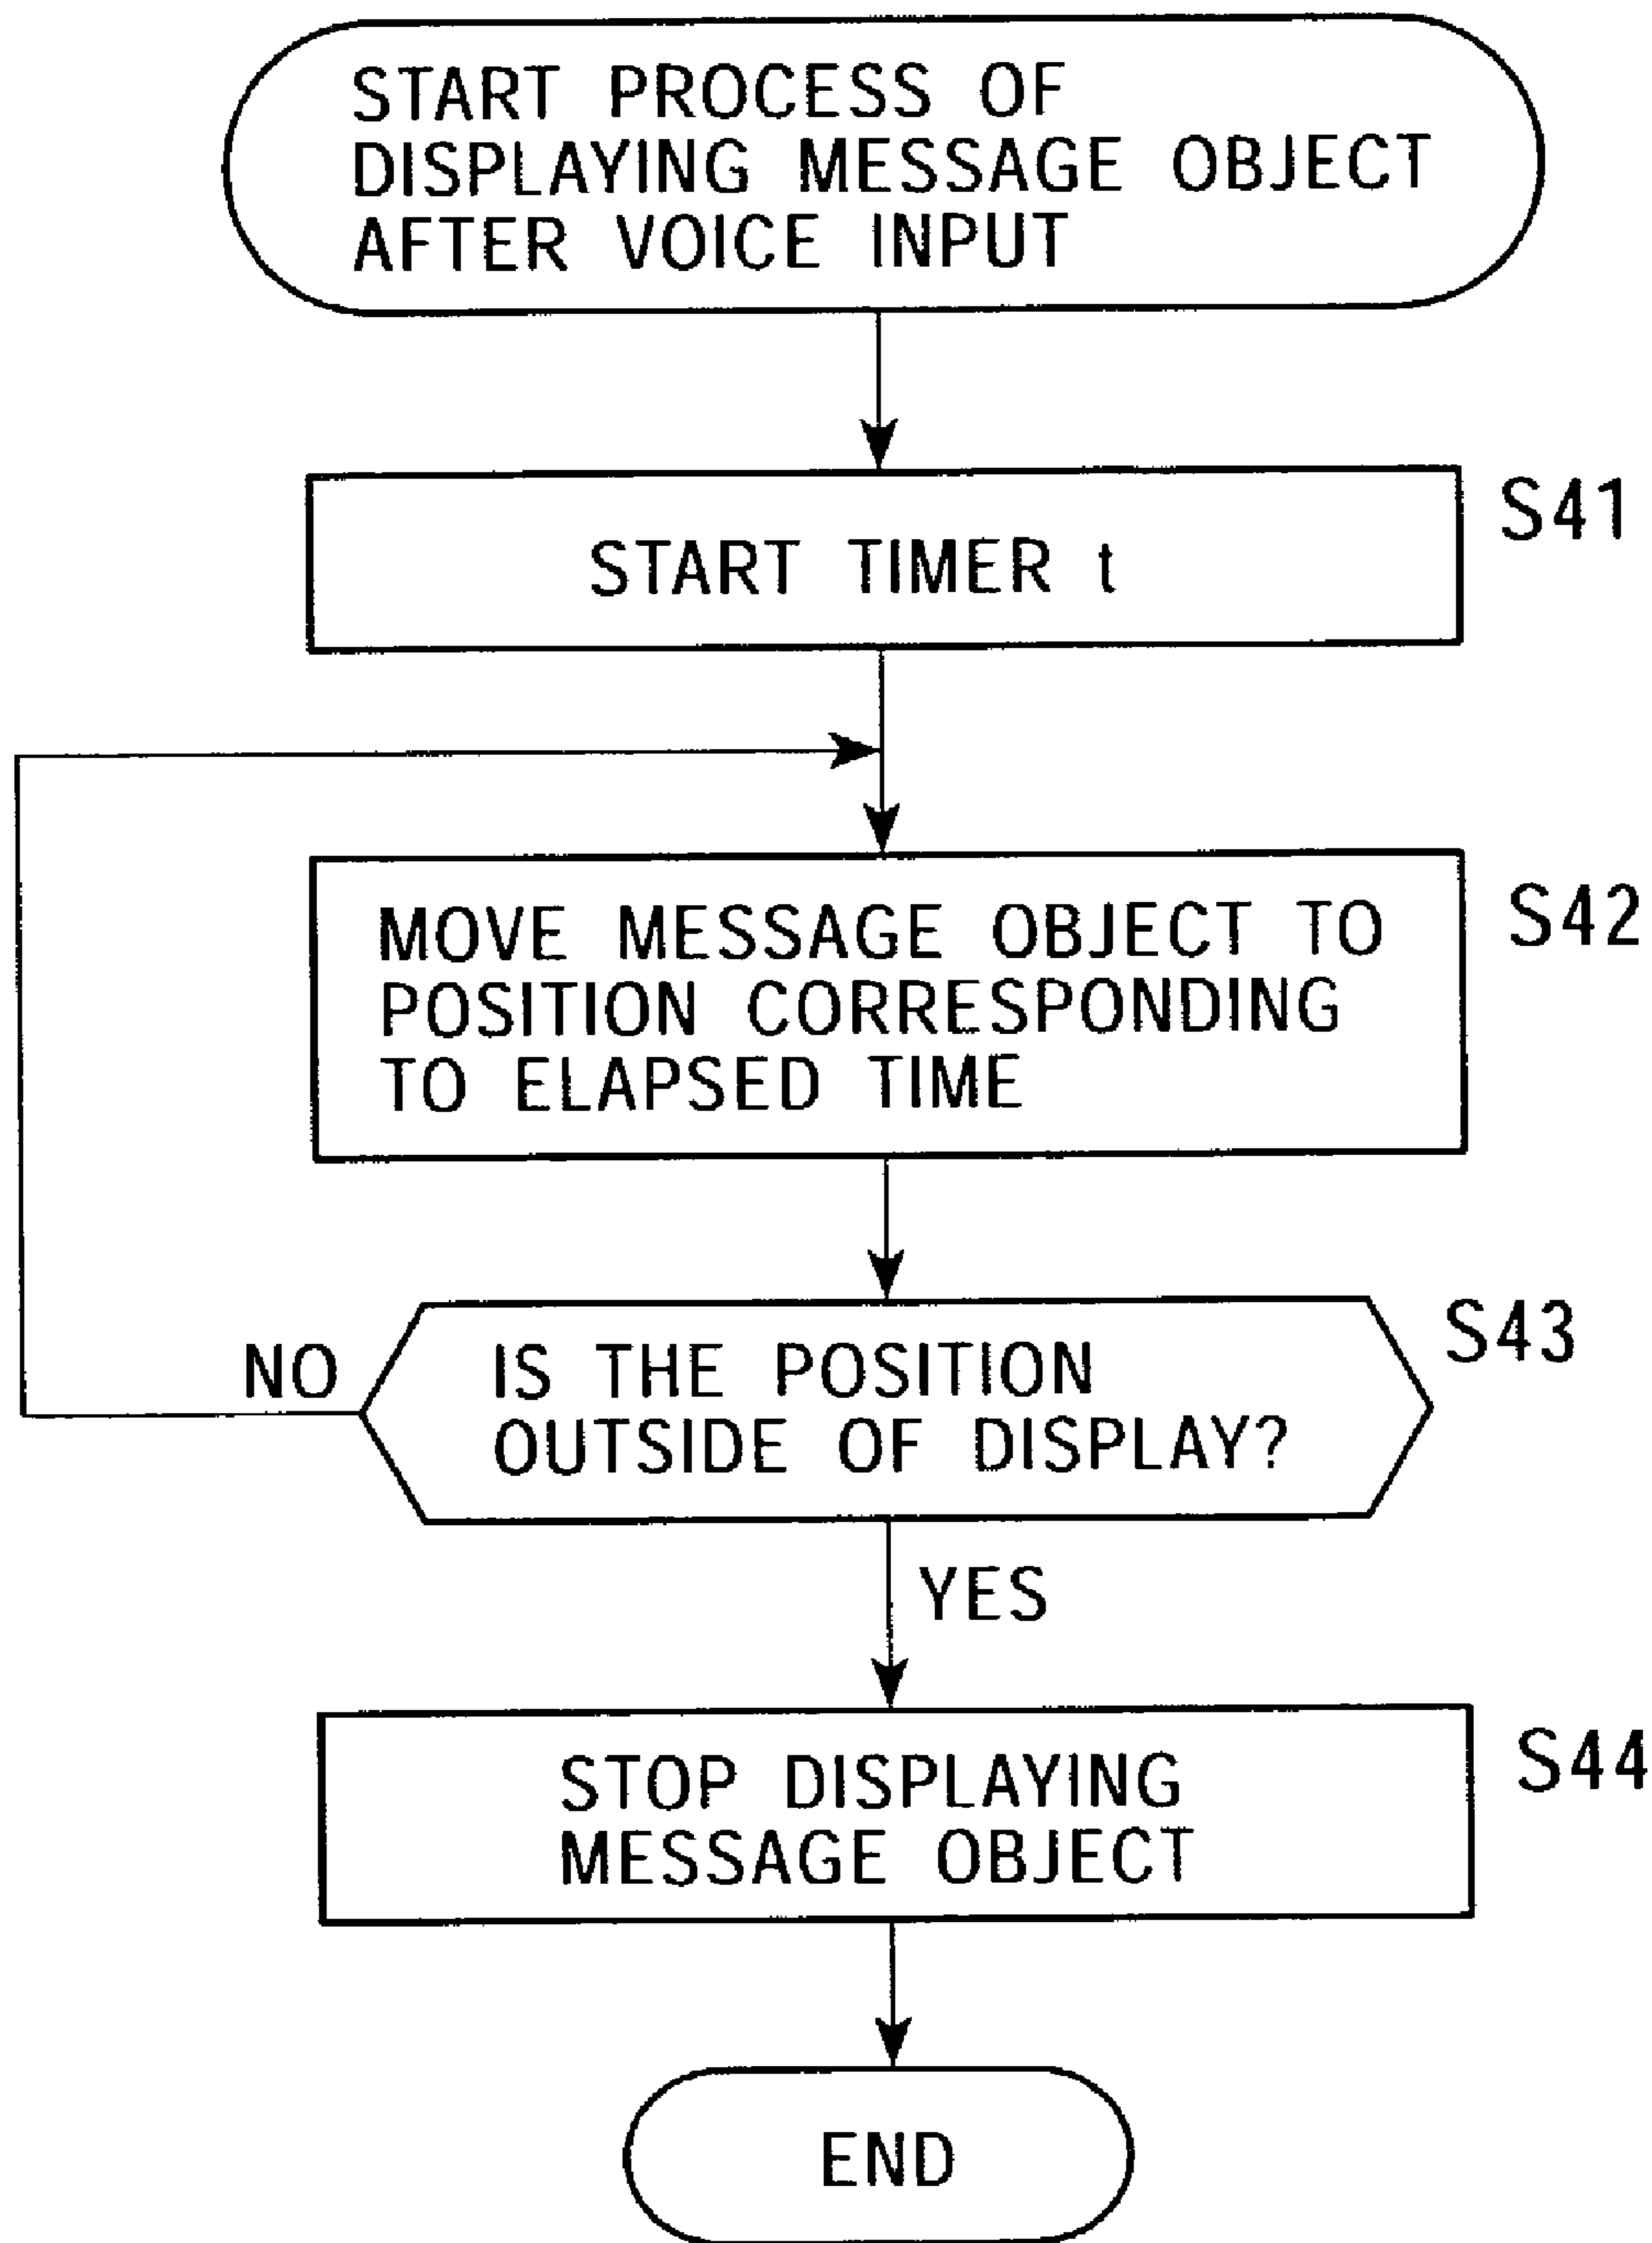 START PROCESS OF
DISPLAYING MESSAGE OBJECT
AFTER VOICE INPUT
S41
START TIMER t
S42
MOVE MESSAGE OBJECT TO
POSITION CORRESPONDING
TO ELAPSED TIME
S43
NO
IS THE POSITION
OUTSIDE OF DISPLAY?
YES
S44
STOP DISPLAYING
MESSAGE OBJECT
END